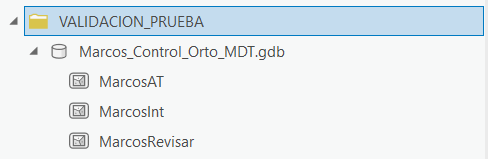 VALIDACION_PRUEBA
Marcos_Control_Orto_MDT.gdb
MarcosAT
MarcosInt
MarcosRevisar